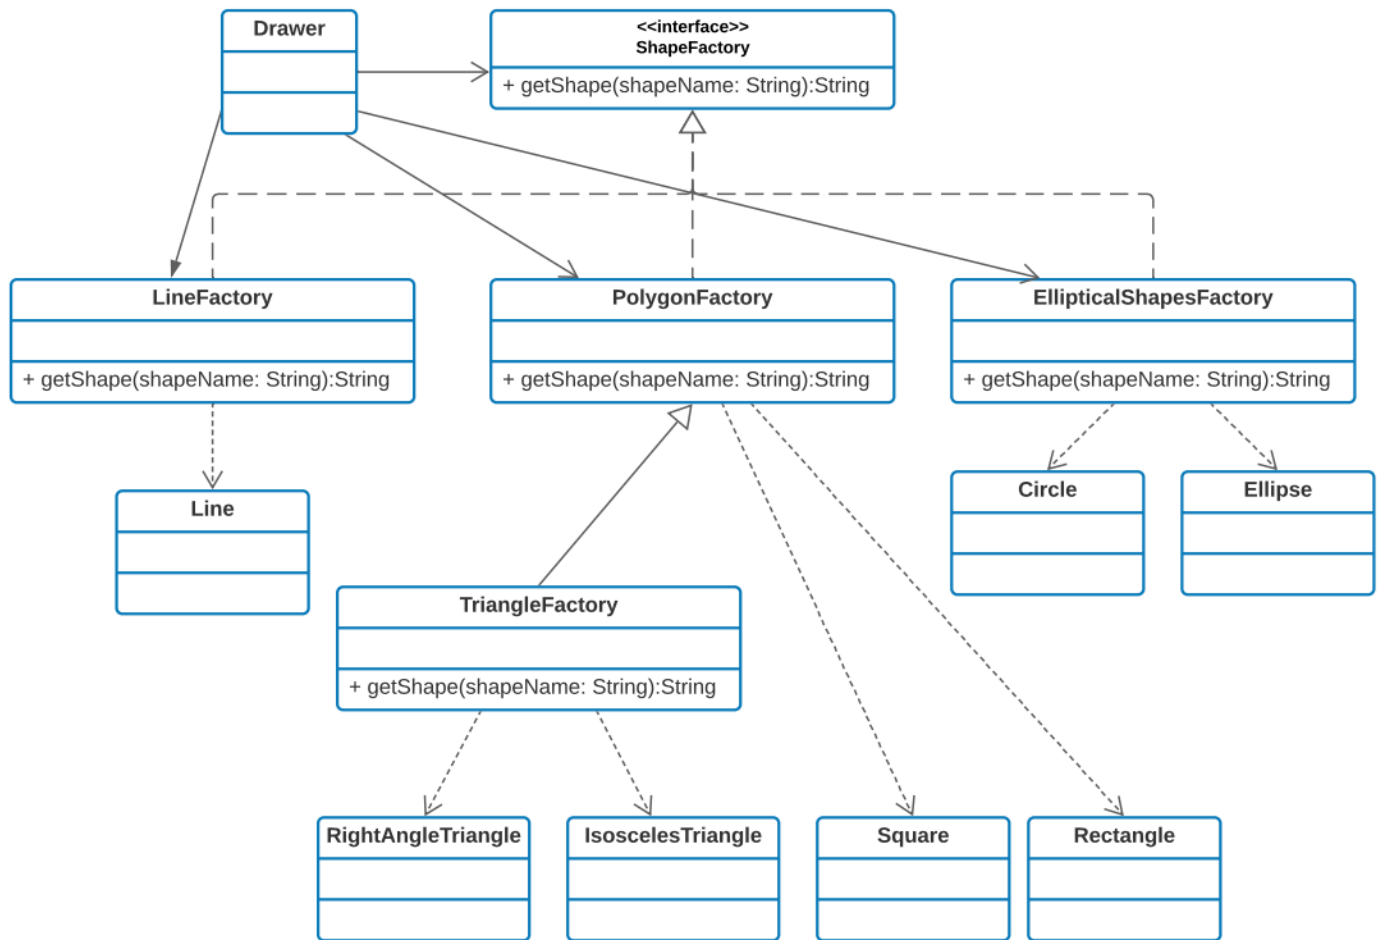 Drawer
<<interface>>
ShapeFactory
+ getShape(shapeName: String):String
LineFactory
+ getShape(shapeName: String):String
PolygonFactory
+ getShape(shapeName: String):String
EllipticalShapesFactory
+ getShape(shapeName: String):String
Line
Circle
Ellipse
TriangleFactory
+ getShape(shapeName: String):String
RightAngleTriangle
IsoscelesTriangle
Square
Rectangle